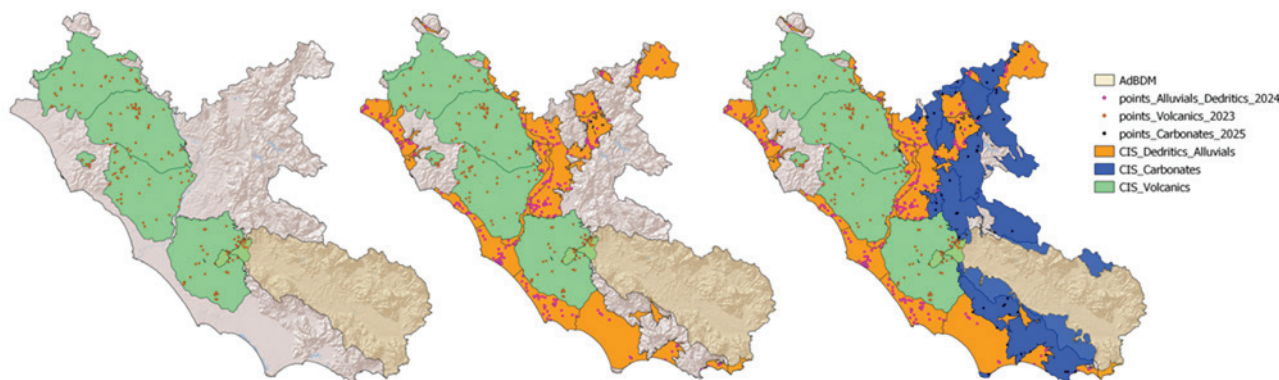 AdBDM
points_Alluvials_Dedritics_2024
points_Volcanics_2023
points_Carbonates_2025
CIS_Dedritics_Alluvials
CIS_Carbonates
CIS_Volcanics